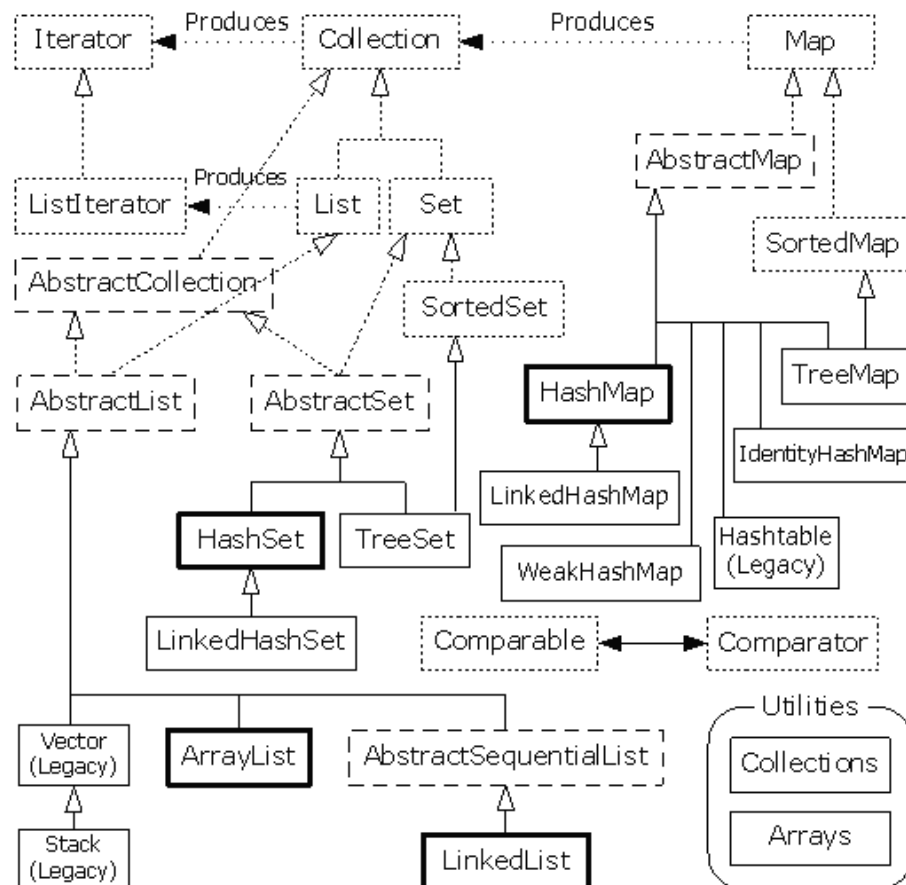 Produces
Produces
Iterator
Collection
Map
AbstractMap
Produces
ListIterator
List
Set
SortedMap
AbstractCollection
SortedSet
TreeMap
HashMap
AbstractList
AbstractSet
IdentityHashMap
LinkedHashMap
Hashtable
(Legacy)
HashSet
TreeSet
WeakHashMap
LinkedHashSet
Comparable
Comparator
Utilities
Vector
(Legacy)
ArrayList
AbstractSequentialList
Collections
Stack
(Legacy)
LinkedList
Arrays